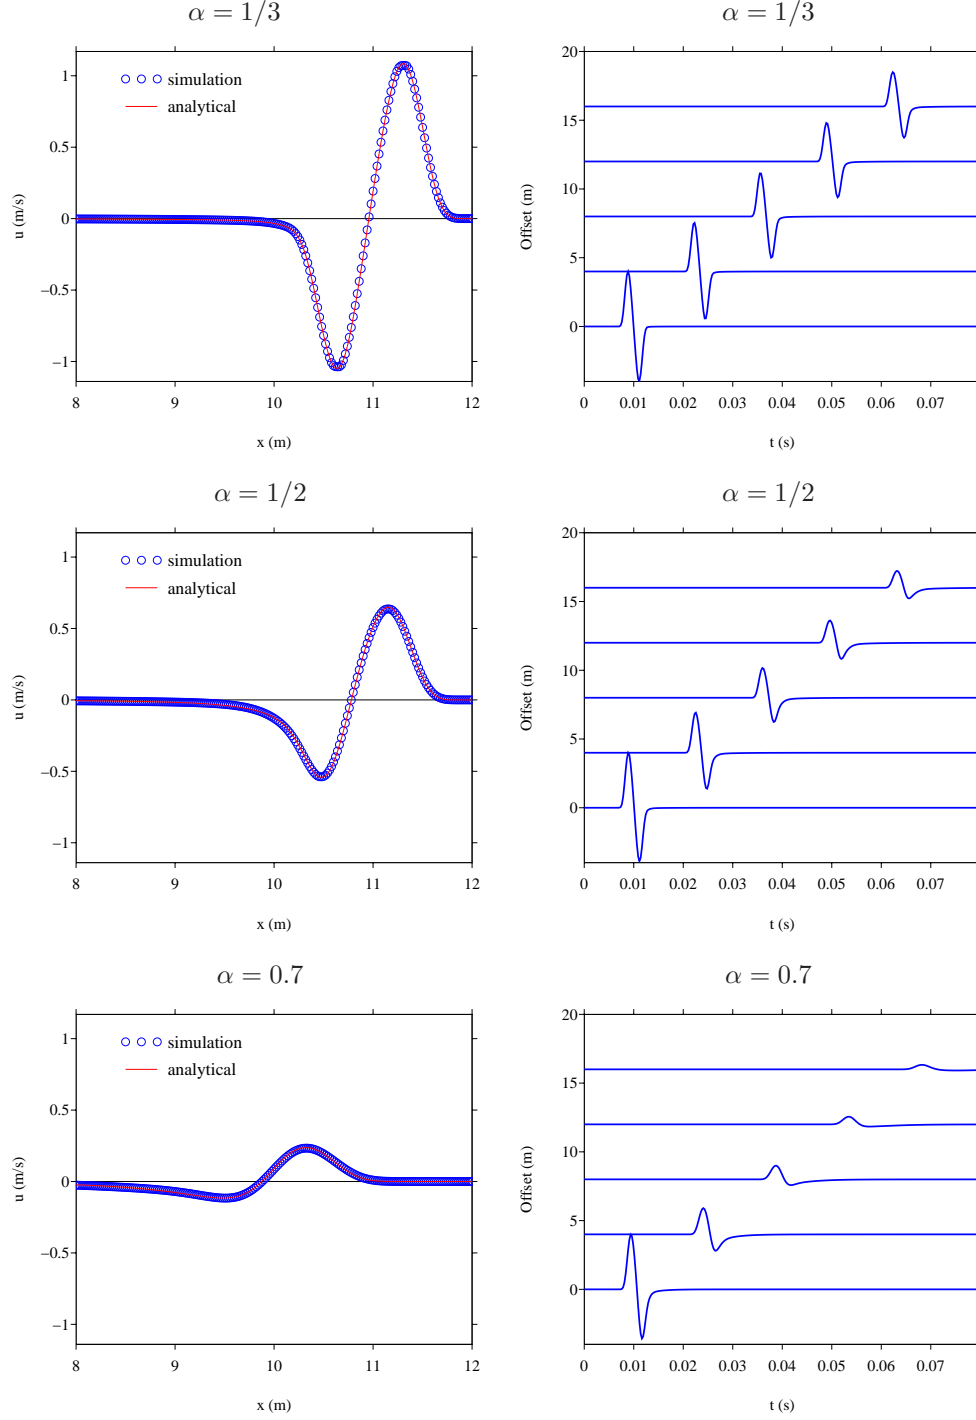 α = 1/3
α = 1/3
simulation
analytical
1
0.5
0
−0.5
−1
u (m/s)
8 9 10 11 12
x (m)
20
15
10
5
0
Offset (m)
0 0.01 0.02 0.03 0.04 0.05 0.06 0.07
t (s)
α = 1/2
α = 1/2
simulation
analytical
1
0.5
0
−0.5
−1
u (m/s)
8 9 10 11 12
x (m)
20
15
10
5
0
Offset (m)
0 0.01 0.02 0.03 0.04 0.05 0.06 0.07
t (s)
α = 0.7
α = 0.7
simulation
analytical
1
0.5
0
−0.5
−1
u (m/s)
8 9 10 11 12
x (m)
20
15
10
5
0
Offset (m)
0 0.01 0.02 0.03 0.04 0.05 0.06 0.07
t (s)